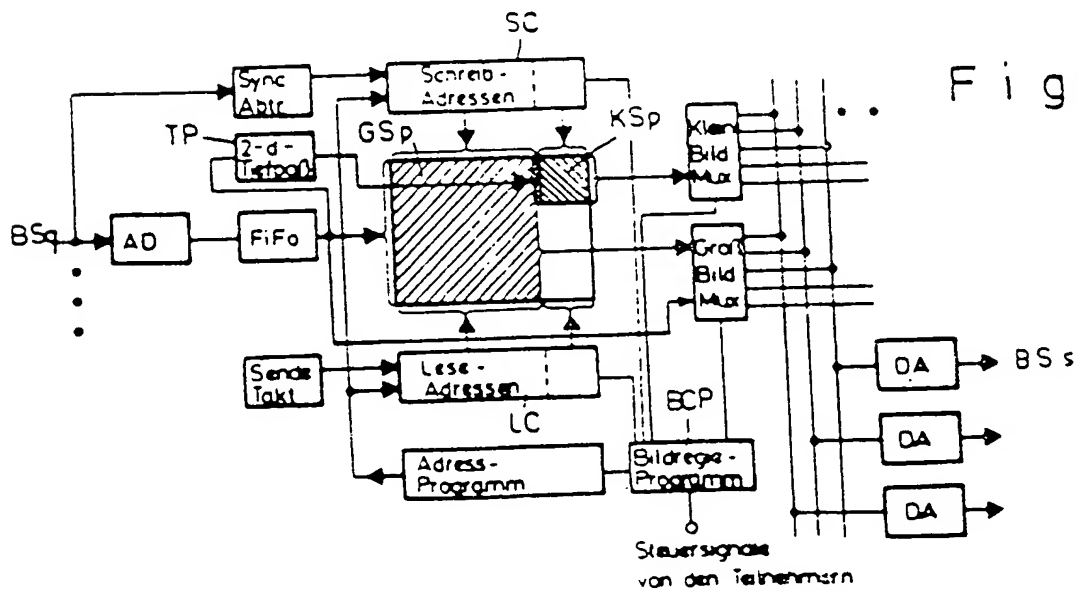 SC
Fig
Sync
Abtr.
Schreib-
Adressen
TP
GSp
KSp
Klein
Bild
Mux
2-d-
Tiefpaß
BSq
AD
FiFo
Groß
Bild
Mux
Sende
Takt
Lese-
Adressen
LC
BCP
DA
BSs
Adress-
Programm
Bildregie-
Programm
DA
DA
Steuersignale
von den Teilnehmern